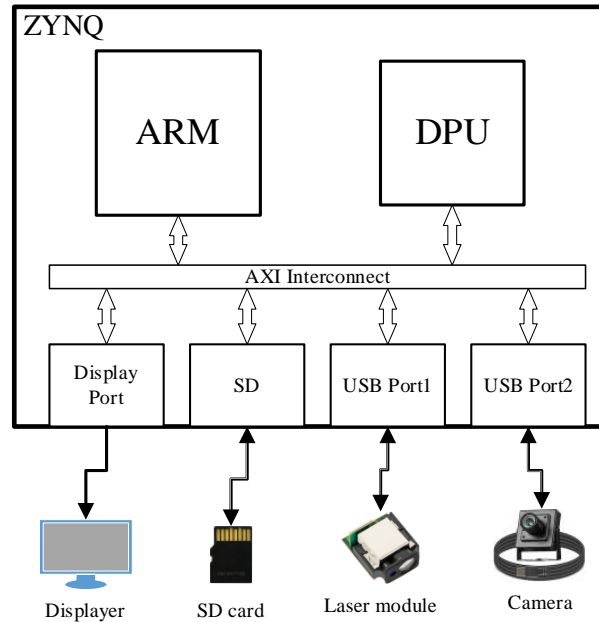 ZYNQ
ARM
DPU
AXI Interconnect
Display
Port
SD
USB Port1
USB Port2
Displayer
SD card
Laser module
Camera